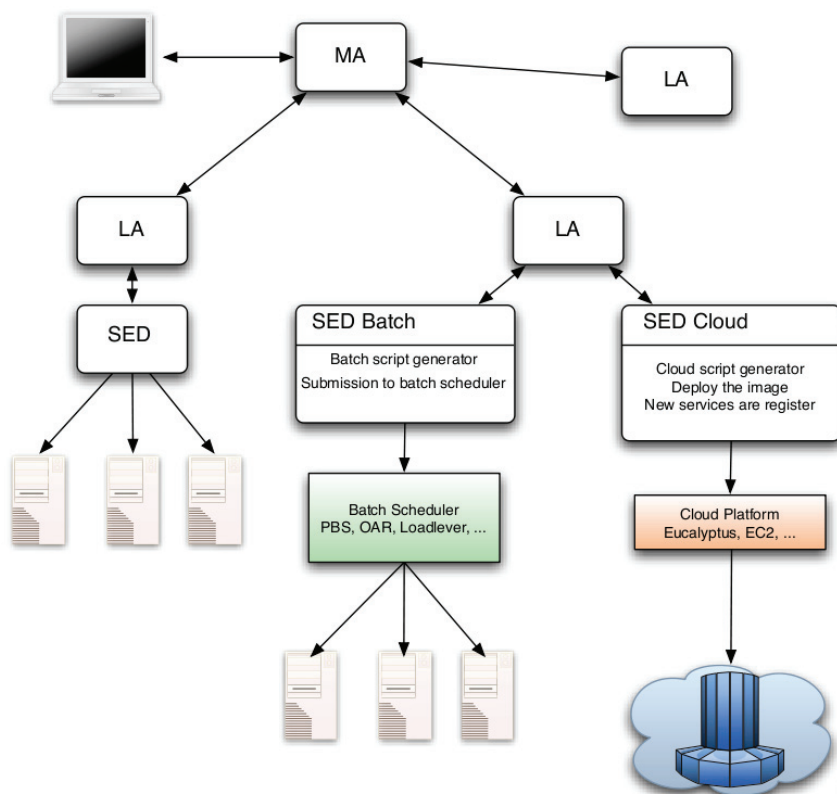 MA
LA
LA
LA
SED
SED Batch
Batch script generator
Submission to batch scheduler
SED Cloud
Cloud script generator
Deploy the image
New services are register
Batch Scheduler
PBS, OAR, Loadlever, ...
Cloud Platform
Eucalyptus, EC2, ...